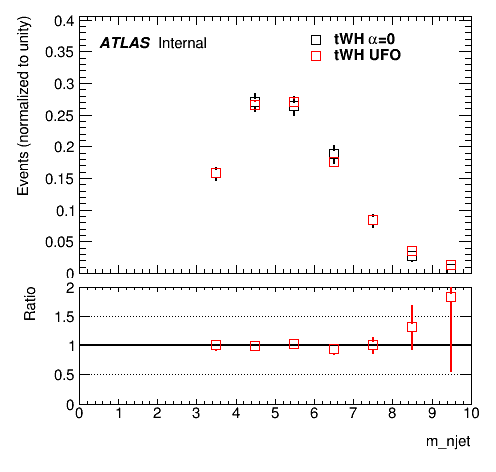 0.4
ATLAS Internal
tWH α=0
tWH UFO
0.35
0.3
0.25
0.2
0.15
0.1
0.05
0
Events (normalized to unity)
2
1.5
1
0.5
0
Ratio
0 1 2 3 4 5 6 7 8 9 10
m_njet